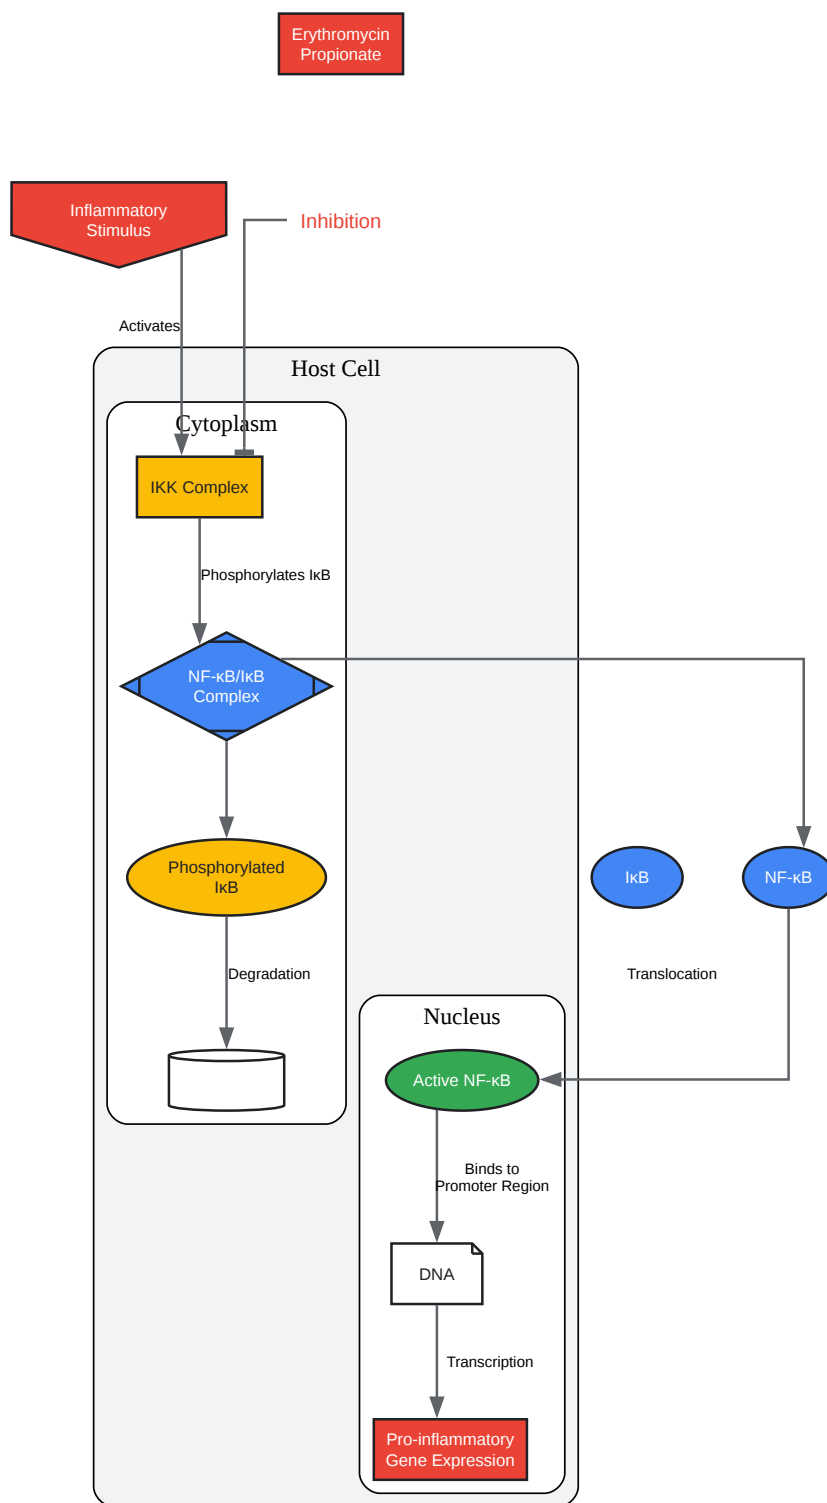 Erythromycin
Propionate
Inflammatory
Stimulus
Inhibition
Activates
Host Cell
Cytoplasm
IKK Complex
Phosphorylates IκB
NF-κB/IκB
Complex
Phosphorylated
IκB
IκB
NF-κB
Degradation
Translocation
Nucleus
Active NF-κB
Binds to
Promoter Region
DNA
Transcription
Pro-inflammatory
Gene Expression